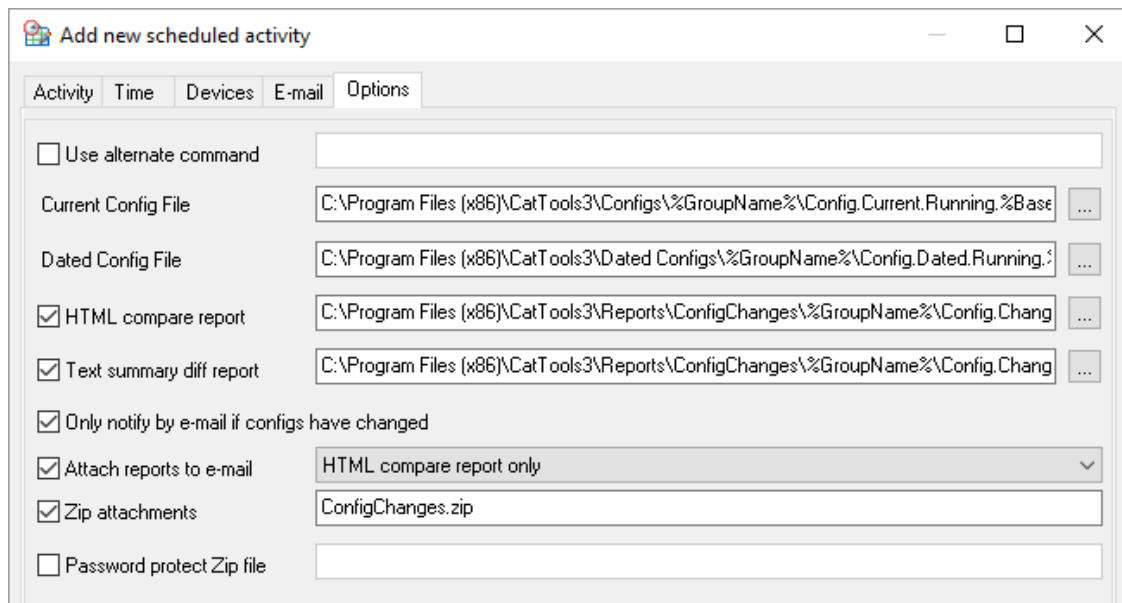 Add new scheduled activity
Activity Time Devices E-mail Options
Use alternate command
Current Config File C:\Program Files (x86)\CatTools3\Configs\%GroupName%\Config.Current.Running.%Base ...
Dated Config File C:\Program Files (x86)\CatTools3\Dated Configs\%GroupName%\Config.Dated.Running.% ...
HTML compare report C:\Program Files (x86)\CatTools3\Reports\ConfigChanges\%GroupName%\Config.Chang ...
Text summary diff report C:\Program Files (x86)\CatTools3\Reports\ConfigChanges\%GroupName%\Config.Chang ...
Only notify by e-mail if configs have changed
Attach reports to e-mail HTML compare report only
Zip attachments ConfigChanges.zip
Password protect Zip file